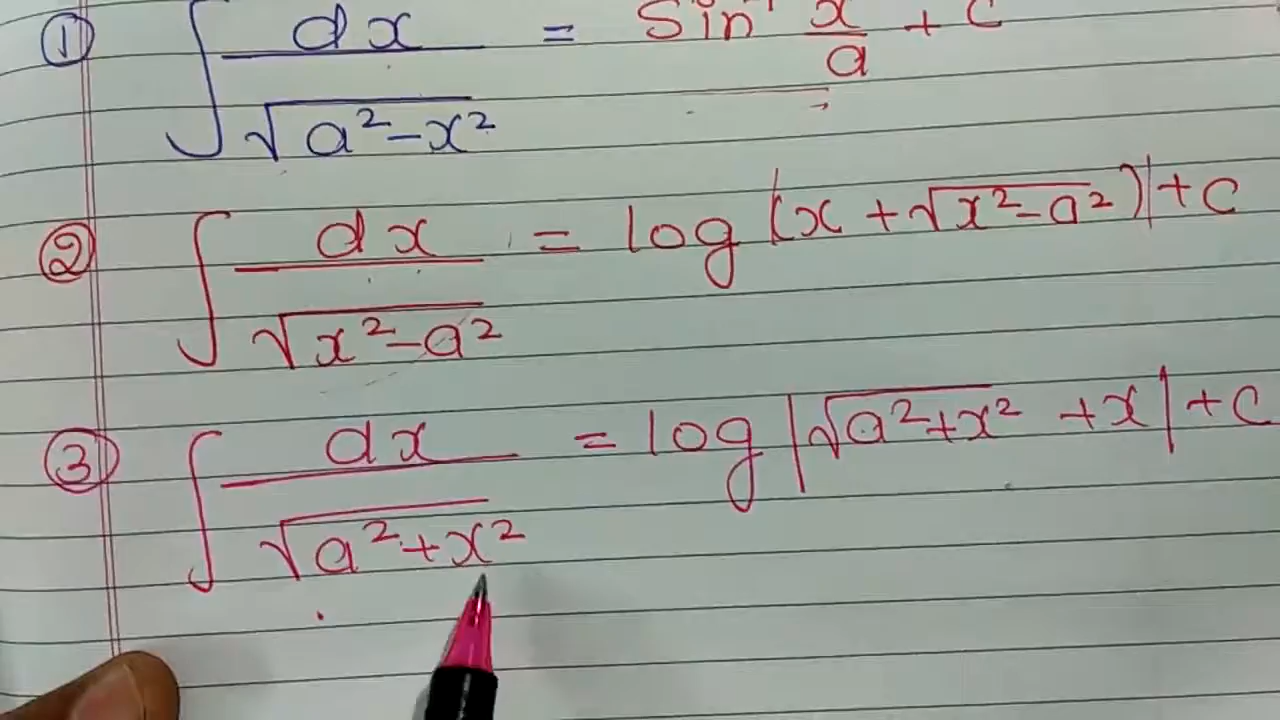 ① ∫ dx / √(a²-x²) = Sin⁻¹ x/a + C
② ∫ dx / √(x²-a²) = log |(x + √(x²-a²))| + C
③ ∫ dx / √(a²+x²) = log |√(a²+x²) + x| + C